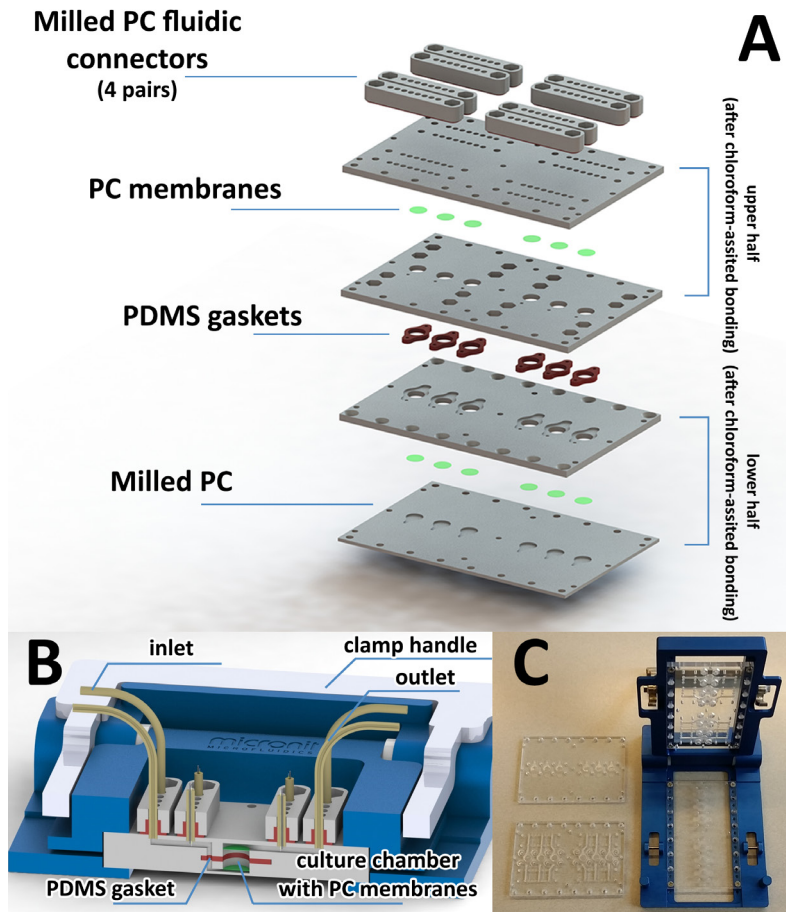 Milled PC fluidic
connectors
(4 pairs)
A
PC membranes
upper half
(after chloroform-assited bonding)
PDMS gaskets
lower half
(after chloroform-assited bonding)
Milled PC
B
inlet
clamp handle
outlet
MICROFLUIDICS
PDMS gasket
culture chamber
with PC membranes
C